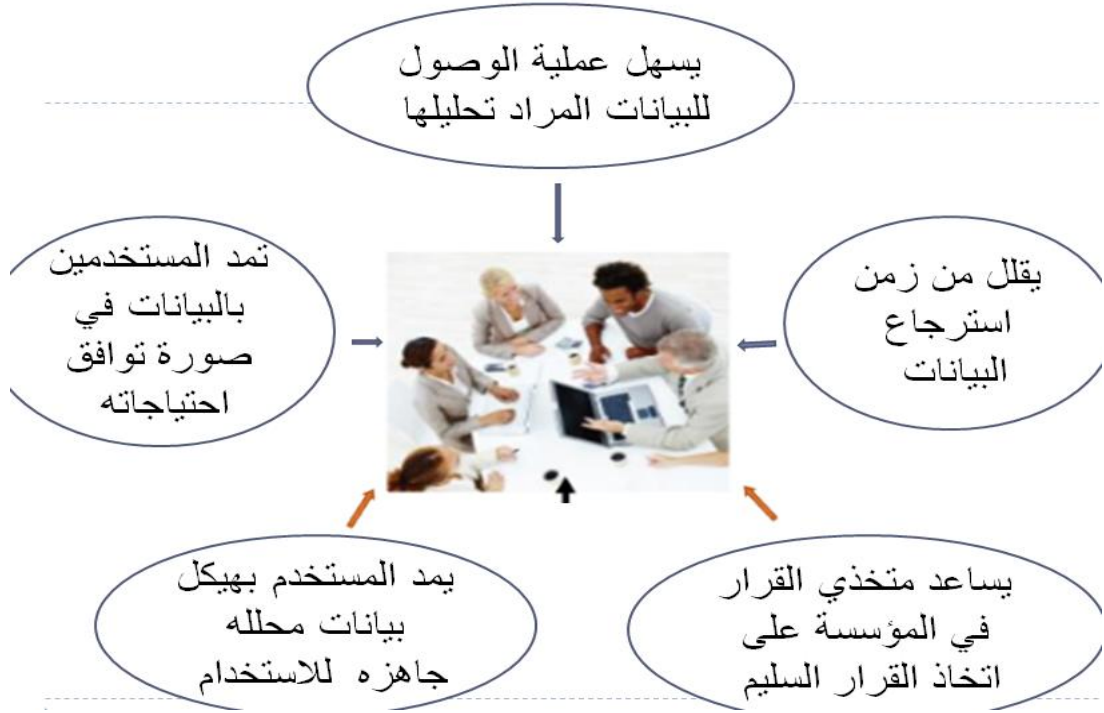 يسهل عملية الوصول
للبيانات المراد تحليلها
يقلل من زمن
استرجاع
البيانات
تمد المستخدمين
بالبيانات في
صورة توافق
احتياجاته
يساعد متخذي القرار
في المؤسسة على
اتخاذ القرار السليم
يمد المستخدم بهيكل
بيانات محلله
جاهزه للاستخدام